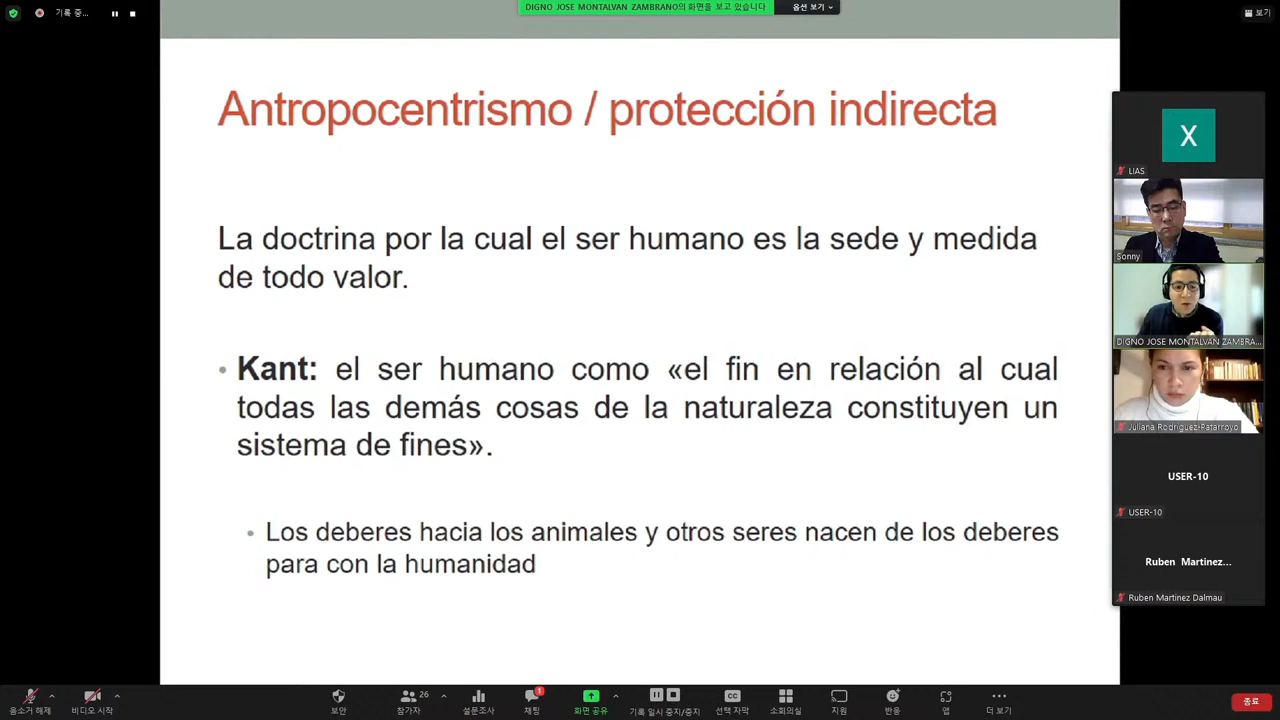 기록 중...
DIGNO JOSE MONTALVAN ZAMBRANO의 화면을 보고 있습니다
옵션 보기
보기
Antropocentrismo / protección indirecta
La doctrina por la cual el ser humano es la sede y medida
de todo valor.
• Kant: el ser humano como «el fin en relación al cual
todas las demás cosas de la naturaleza constituyen un
sistema de fines».
• Los deberes hacia los animales y otros seres nacen de los deberes
para con la humanidad
X
LIAS
Sonny
DIGNO JOSE MONTALVAN ZAMBRA...
Juliana Rodriguez-Patarroyo
USER-10
USER-10
Ruben Martinez...
Ruben Martinez Dalmau
음소거 해제
비디오 시작
보안
참가자
26
설문조사
채팅
1
화면 공유
기록 일시 중지/중지
CC
선택 자막
소회의실
지원
반응
앱
더 보기
종료